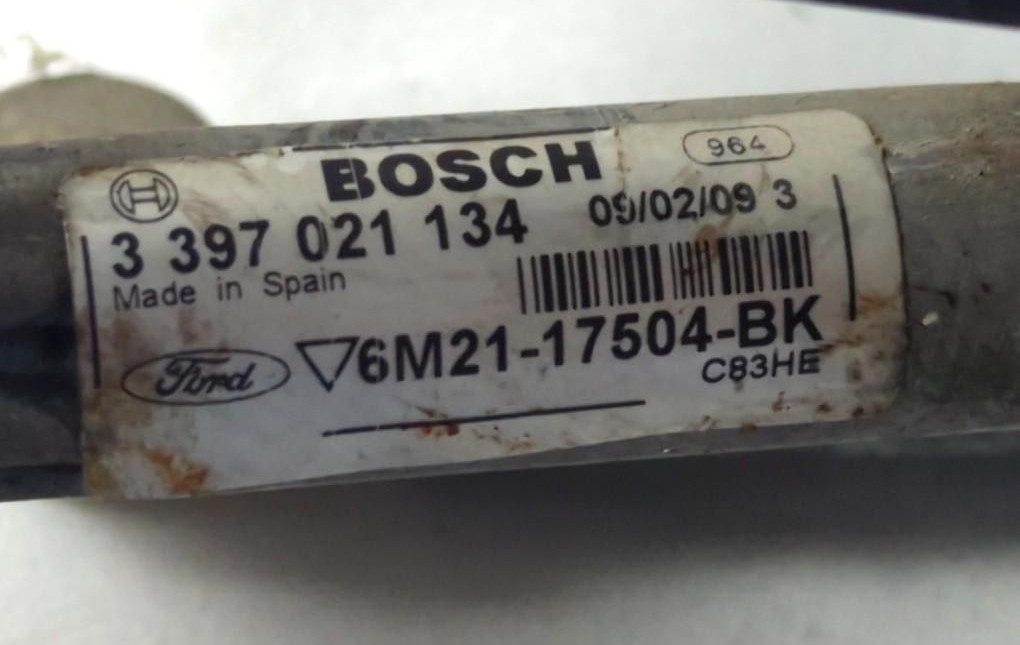 BOSCH 964
3 397 021 134 09/02/09 3
Made in Spain
Ford 6M21-17504-BK
C83HE